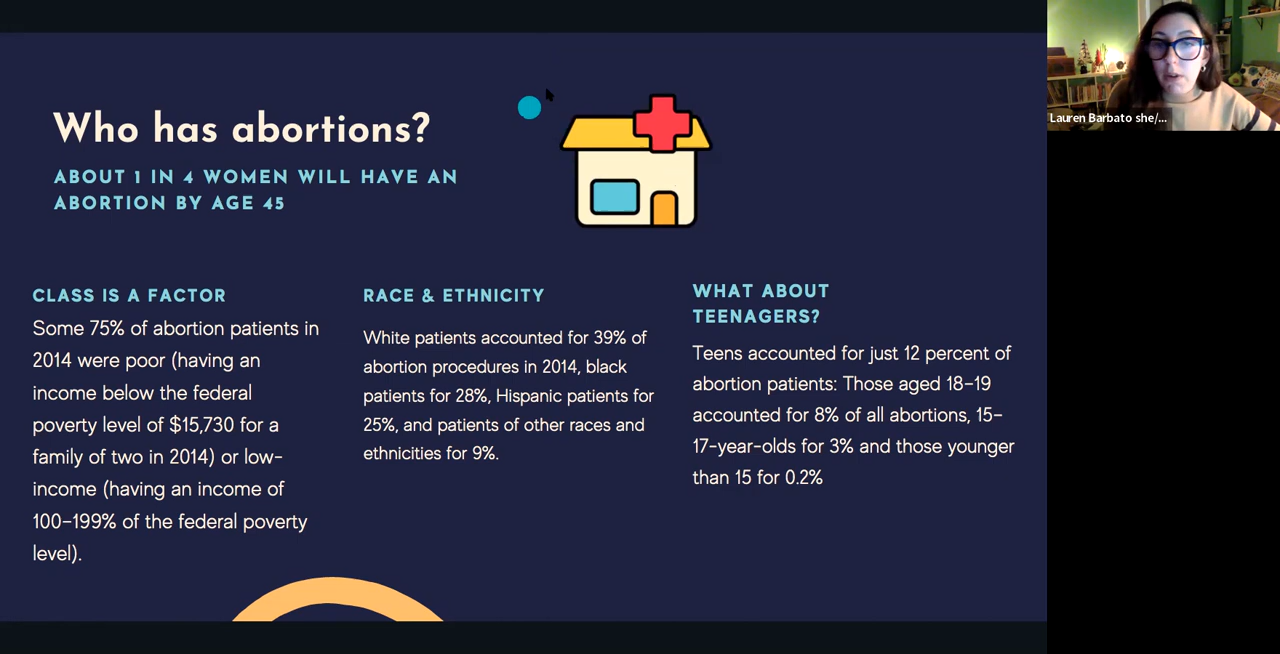 Who has abortions?
ABOUT 1 IN 4 WOMEN WILL HAVE AN
ABORTION BY AGE 45
CLASS IS A FACTOR
Some 75% of abortion patients in
2014 were poor (having an
income below the federal
poverty level of $15,730 for a
family of two in 2014) or low-
income (having an income of
100-199% of the federal poverty
level).
RACE & ETHNICITY
White patients accounted for 39% of
abortion procedures in 2014, black
patients for 28%, Hispanic patients for
25%, and patients of other races and
ethnicities for 9%.
WHAT ABOUT
TEENAGERS?
Teens accounted for just 12 percent of
abortion patients: Those aged 18-19
accounted for 8% of all abortions, 15-
17-year-olds for 3% and those younger
than 15 for 0.2%
Lauren Barbato she/...